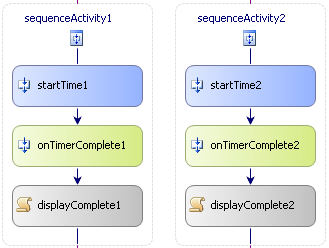 sequenceActivity1
startTime1
onTimerComplete1
displayComplete1
sequenceActivity2
startTime2
onTimerComplete2
displayComplete2